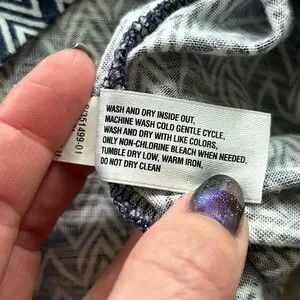 WASH AND DRY INSIDE OUT,
MACHINE WASH COLD GENTLE CYCLE,
WASH AND DRY WITH LIKE COLORS,
ONLY NON-CHLORINE BLEACH WHEN NEEDED,
TUMBLE DRY LOW, WARM IRON,
DO NOT DRY CLEAN